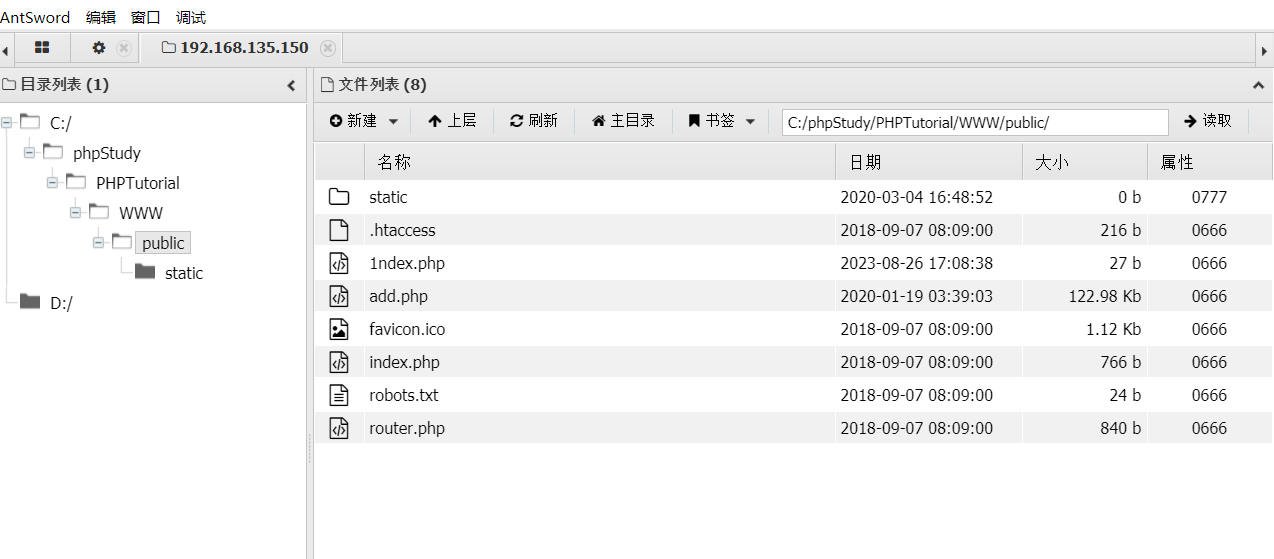 AntSword 编辑 窗口 调试
192.168.135.150
目录列表 (1)
C:/
phpStudy
PHPTutorial
WWW
public
static
D:/
文件列表 (8)
新建 上层 刷新 主目录 书签 C:/phpStudy/PHPTutorial/WWW/public/ 读取
名称 日期 大小 属性
static 2020-03-04 16:48:52 0 b 0777
.htaccess 2018-09-07 08:09:00 216 b 0666
1ndex.php 2023-08-26 17:08:38 27 b 0666
add.php 2020-01-19 03:39:03 122.98 Kb 0666
favicon.ico 2018-09-07 08:09:00 1.12 Kb 0666
index.php 2018-09-07 08:09:00 766 b 0666
robots.txt 2018-09-07 08:09:00 24 b 0666
router.php 2018-09-07 08:09:00 840 b 0666